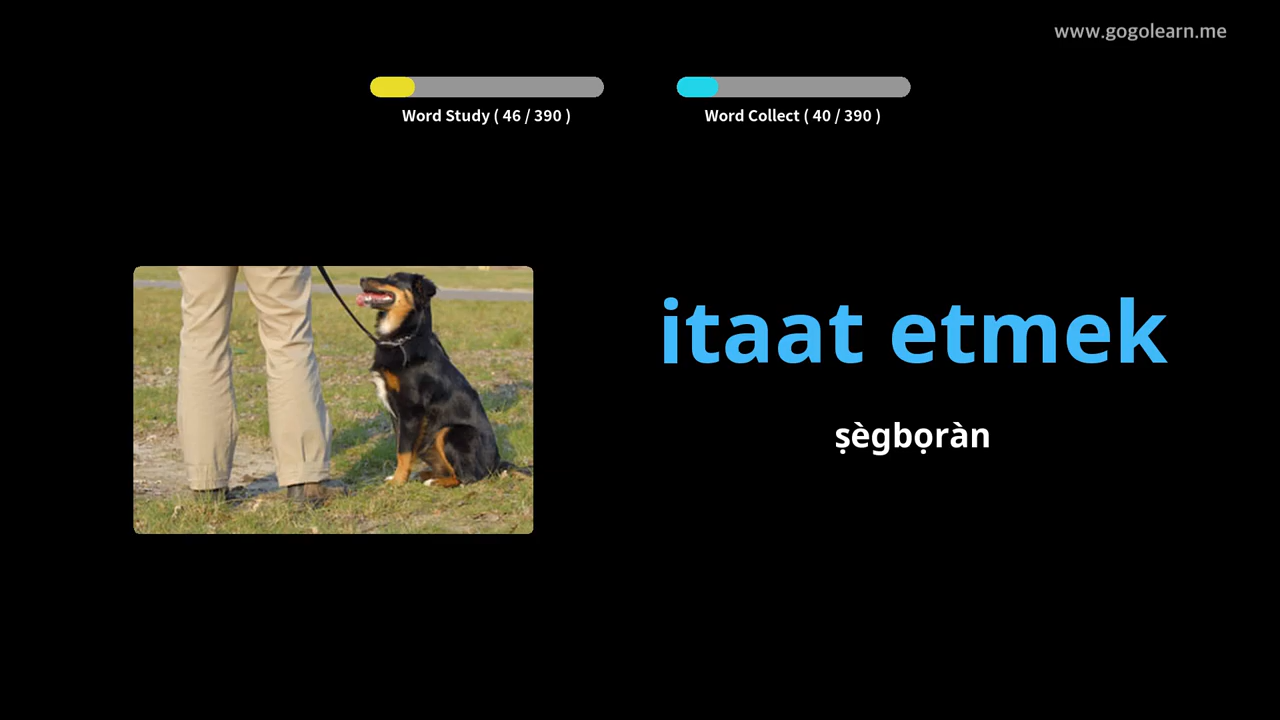 www.gogolearn.me
Word Study ( 46 / 390 )
Word Collect ( 40 / 390 )
itaat etmek
ṣègbọràn